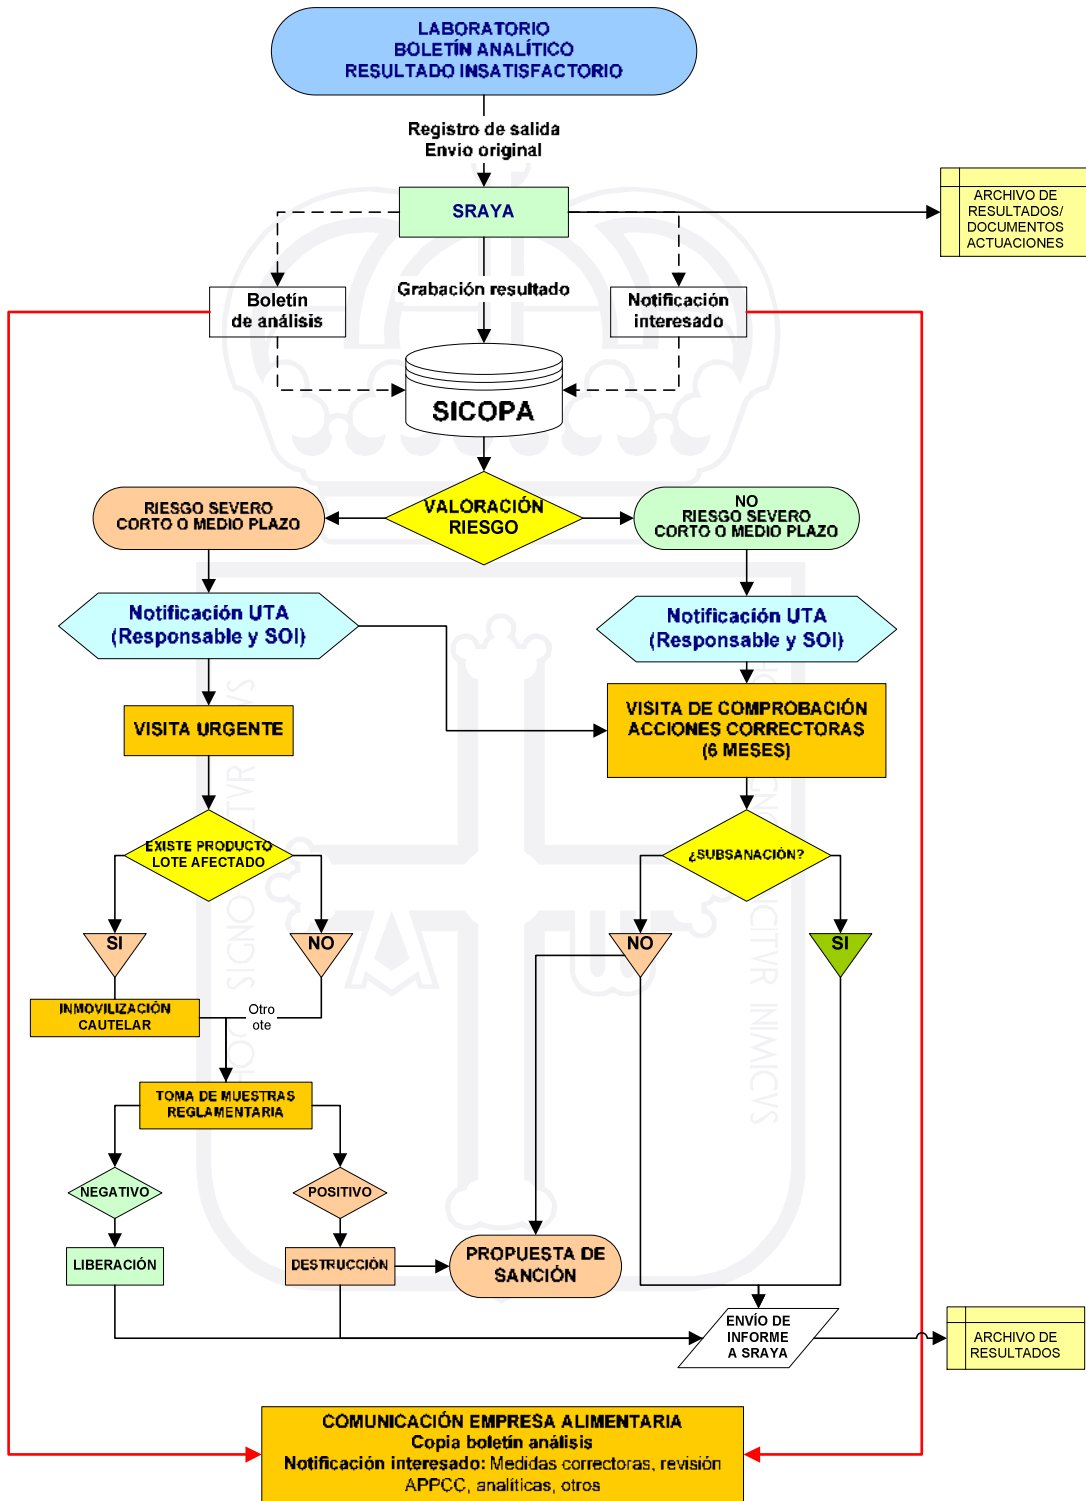 LABORATORIO
BOLETÍN ANALÍTICO
RESULTADO INSATISFACTORIO
Registro de salida
Envío original
SRAYA
ARCHIVO DE
RESULTADOS/
DOCUMENTOS
ACTUACIONES
Boletín
de análisis
Grabación resultado
Notificación
interesado
SICOPA
VALORACIÓN
RIESGO
RIESGO SEVERO
CORTO O MEDIO PLAZO
NO
RIESGO SEVERO
CORTO O MEDIO PLAZO
Notificación UTA
(Responsable y SOI)
Notificación UTA
(Responsable y SOI)
VISITA URGENTE
VISITA DE COMPROBACIÓN
ACCIONES CORRECTORAS
(6 MESES)
EXISTE PRODUCTO
LOTE AFECTADO
¿SUBSANACIÓN?
SI
NO
NO
SI
INMOVILIZACIÓN
CAUTELAR
Otro
ote
TOMA DE MUESTRAS
REGLAMENTARIA
NEGATIVO
POSITIVO
LIBERACIÓN
DESTRUCCIÓN
PROPUESTA DE
SANCIÓN
ENVÍO DE
INFORME
A SRAYA
ARCHIVO DE
RESULTADOS
COMUNICACIÓN EMPRESA ALIMENTARIA
Copia boletín análisis
Notificación interesado: Medidas correctoras, revisión
APPCC, analíticas, otros